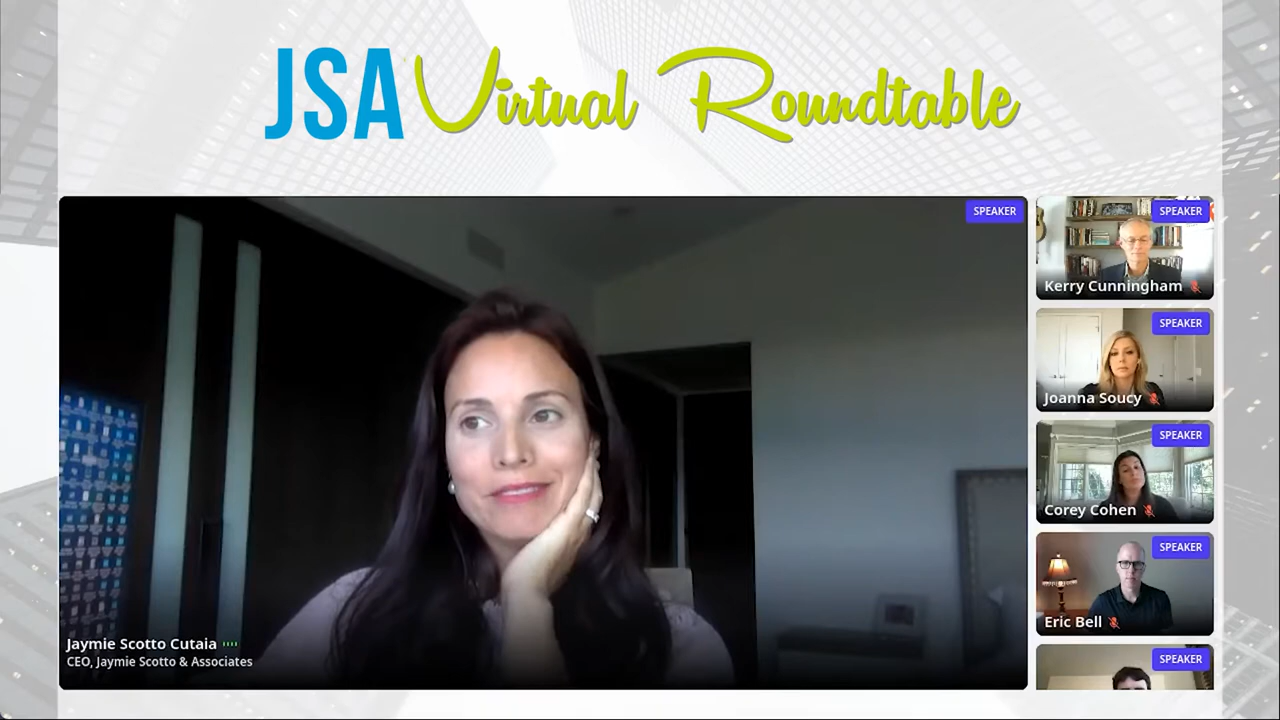 JSA Virtual Roundtable
SPEAKER
Jaymie Scotto Cutaia
CEO, Jaymie Scotto & Associates
SPEAKER
Kerry Cunningham
SPEAKER
Joanna Soucy
SPEAKER
Corey Cohen
SPEAKER
Eric Bell
SPEAKER